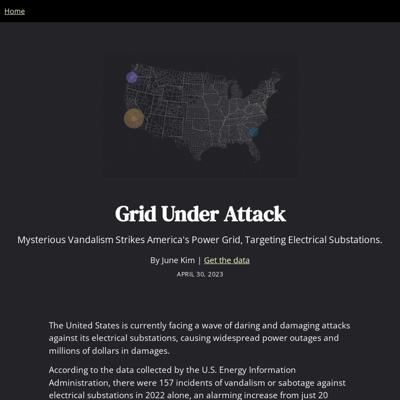 Home
Grid Under Attack
Mysterious Vandalism Strikes America's Power Grid, Targeting Electrical Substations.
By June Kim | Get the data
APRIL 30, 2023
The United States is currently facing a wave of daring and damaging attacks
against its electrical substations, causing widespread power outages and
millions of dollars in damages.
According to the data collected by the U.S. Energy Information
Administration, there were 157 incidents of vandalism or sabotage against
electrical substations in 2022 alone, an alarming increase from just 20